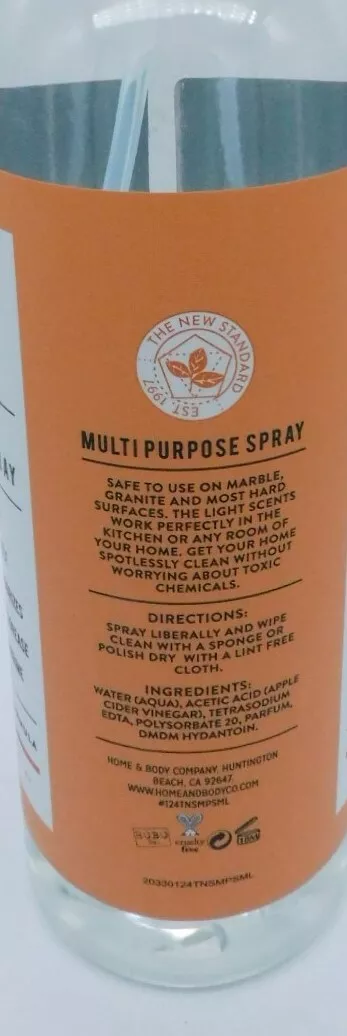 THE NEW STANDARD
EST. 1997
MULTIPURPOSE SPRAY
SAFE TO USE ON MARBLE,
GRANITE AND MOST HARD
SURFACES. THE LIGHT SCENTS
WORK PERFECTLY IN THE
KITCHEN OR ANY ROOM OF
YOUR HOME. GET YOUR HOME
SPOTLESSLY CLEAN WITHOUT
WORRYING ABOUT TOXIC
CHEMICALS.
DIRECTIONS:
SPRAY LIBERALLY AND WIPE
CLEAN WITH A SPONGE OR
POLISH DRY WITH A LINT FREE
CLOTH.
INGREDIENTS:
WATER (AQUA), ACETIC ACID (APPLE
CIDER VINEGAR), TETRASODIUM
EDTA, POLYSORBATE 20, PARFUM,
DMDM HYDANTOIN.
HOME & BODY COMPANY, HUNTINGTON
BEACH, CA 92647.
WWW.HOMEANDBODYCO.COM
#124TNSMPSML
cruelty
free
20330124TNSMPSML